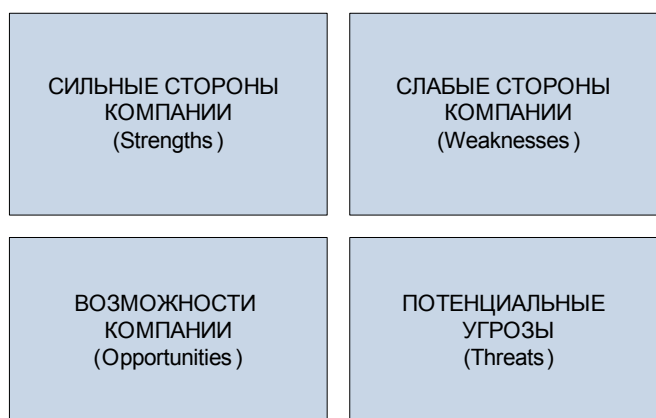 СИЛЬНЫЕ СТОРОНЫ
КОМПАНИИ
(Strengths)
СЛАБЫЕ СТОРОНЫ
КОМПАНИИ
(Weaknesses)
ВОЗМОЖНОСТИ
КОМПАНИИ
(Opportunities)
ПОТЕНЦИАЛЬНЫЕ
УГРОЗЫ
(Threats)